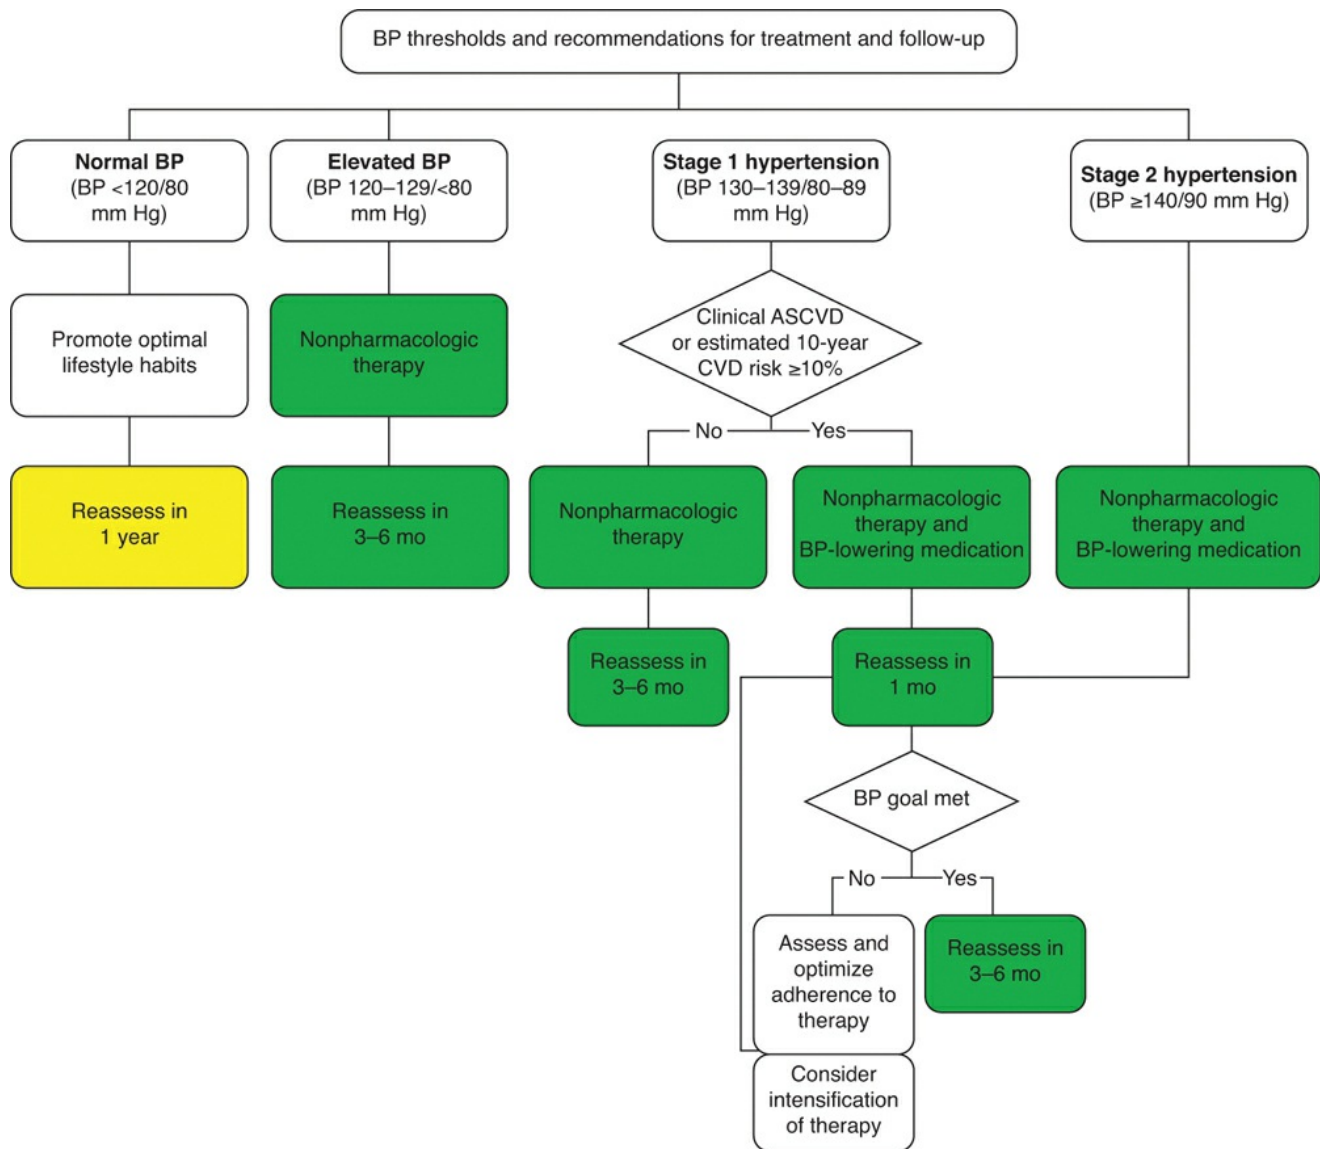 BP thresholds and recommendations for treatment and follow-up
Normal BP
(BP <120/80
mm Hg)
Elevated BP
(BP 120–129/<80
mm Hg)
Stage 1 hypertension
(BP 130–139/80–89
mm Hg)
Stage 2 hypertension
(BP ≥140/90 mm Hg)
Promote optimal
lifestyle habits
Nonpharmacologic
therapy
Clinical ASCVD
or estimated 10-year
CVD risk ≥10%
No
Yes
Reassess in
1 year
Reassess in
3–6 mo
Nonpharmacologic
therapy
Nonpharmacologic
therapy and
BP-lowering medication
Nonpharmacologic
therapy and
BP-lowering medication
Reassess in
3–6 mo
Reassess in
1 mo
BP goal met
No
Yes
Assess and
optimize
adherence to
therapy
Reassess in
3–6 mo
Consider
intensification
of therapy